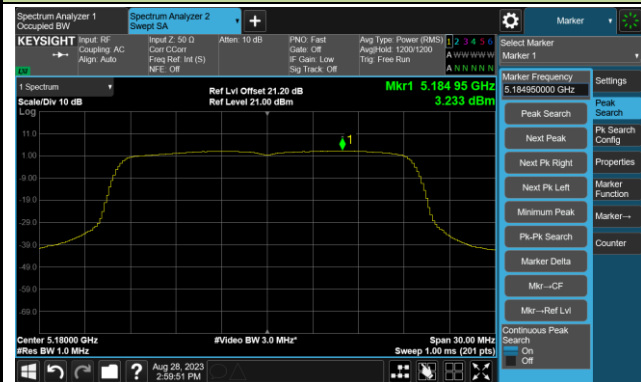 Spectrum Analyzer 1
Occupied BW
Spectrum Analyzer 2
Swept SA
Marker
KEYSIGHT
Input: RF
Coupling: AC
Align: Auto
Input Z: 50 Ω
Corr CCorr
Freq Ref: Int (S)
NFE: Off
Atten: 10 dB
PNO: Fast
Gate: Off
IF Gain: Low
Sig Track: Off
Avg Type: Power (RMS)
Avg|Hold: 1200/1200
Trig: Free Run
1 2 3 4 5 6
A W W W W W
A N N N N N
LXI
Select Marker
Marker 1
1 Spectrum
Scale/Div 10 dB
Log
Ref Lvl Offset 21.20 dB
Ref Level 21.00 dBm
Mkr1 5.184 95 GHz
3.233 dBm
11.0
1.00
-9.00
-19.0
-29.0
-39.0
-49.0
-59.0
-69.0
1
Center 5.18000 GHz
#Res BW 1.0 MHz
#Video BW 3.0 MHz*
Span 30.00 MHz
Sweep 1.00 ms (201 pts)
Marker Frequency
5.184950000 GHz
Peak Search
Next Peak
Next Pk Right
Next Pk Left
Minimum Peak
Pk-Pk Search
Marker Delta
Mkr→CF
Mkr→Ref Lvl
Continuous Peak
Search
On
Off
Settings
Peak
Search
Pk Search
Config
Properties
Marker
Function
Marker→
Counter
Aug 28, 2023
2:59:51 PM